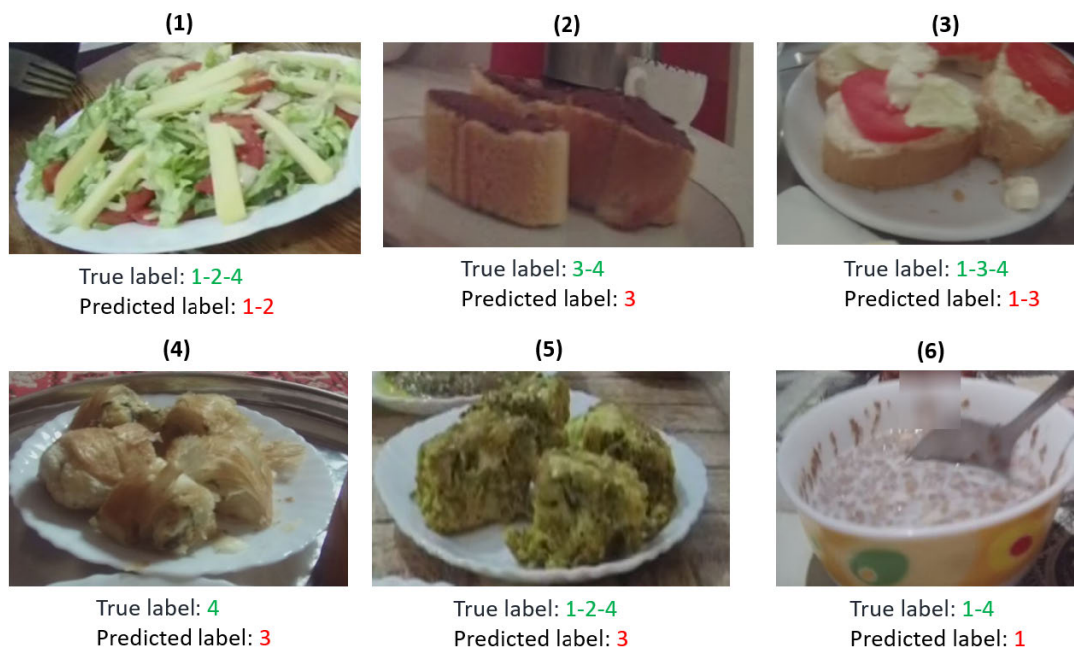 (1)
(2)
(3)
True label: 1-2-4
Predicted label: 1-2
True label: 3-4
Predicted label: 3
True label: 1-3-4
Predicted label: 1-3
(4)
(5)
(6)
True label: 4
Predicted label: 3
True label: 1-2-4
Predicted label: 3
True label: 1-4
Predicted label: 1